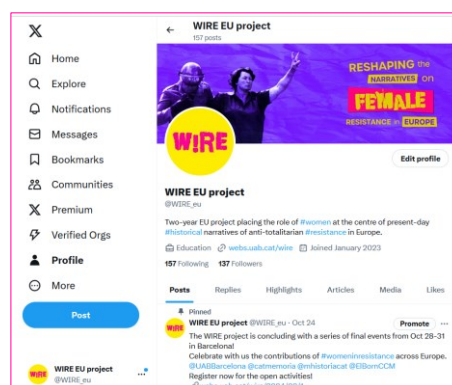 Home
Explore
Notifications
Messages
Bookmarks
Communities
Premium
Verified Orgs
Profile
More
Post
WIRE EU project
@WIRE_eu
WIRE EU project
157 posts
RESHAPING the
NARRATIVES on
FEMALE
RESISTANCE in EUROPE
W!RE
Edit profile
WIRE EU project
@WIRE_eu
Two-year EU project placing the role of #women at the centre of present-day
#historical narratives of anti-totalitarian #resistance in Europe.
Education webs.uab.cat/wire Joined January 2023
157 Following 137 Followers
Posts Replies Highlights Articles Media Likes
Pinned
WIRE EU project @WIRE_eu · Oct 24 Promote ...
The WIRE project is concluding with a series of final events from Oct 28-31
in Barcelona!
Celebrate with us the contributions of #womeninresistance across Europe.
@UABBarcelona @catmemoria @mhistoriacat @ElBornCCM
Register now for the open activities!